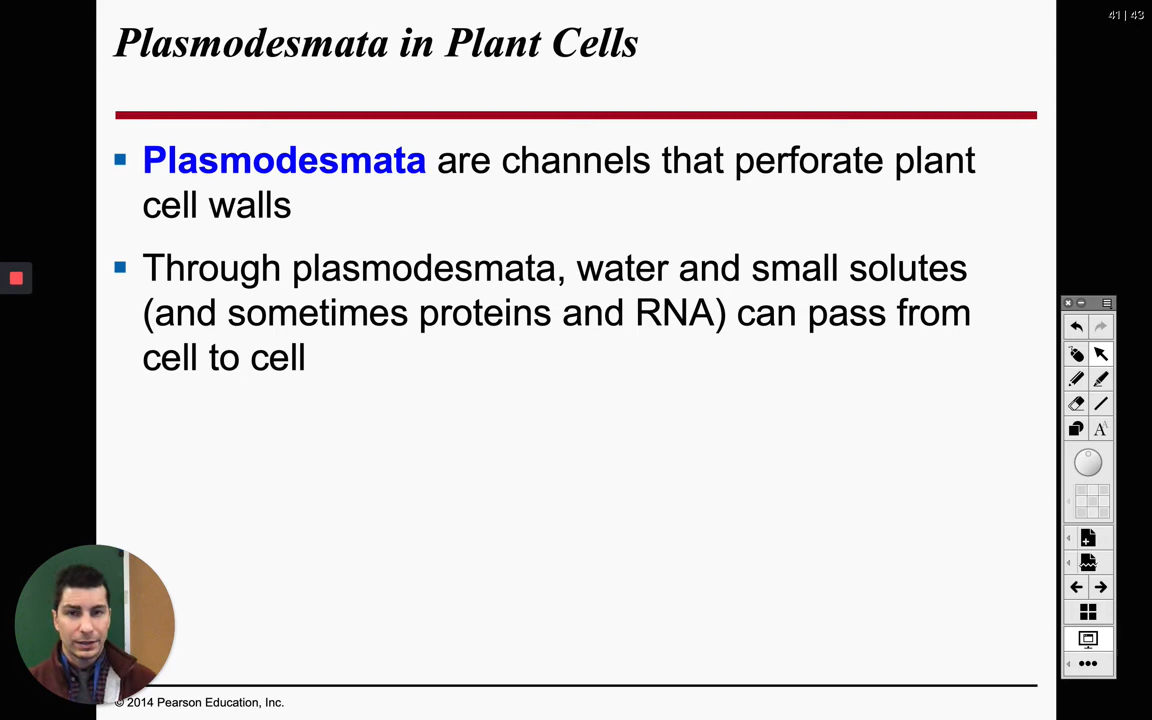 41 | 43
Plasmodesmata in Plant Cells
Plasmodesmata are channels that perforate plant
cell walls
Through plasmodesmata, water and small solutes
(and sometimes proteins and RNA) can pass from
cell to cell
A
© 2014 Pearson Education, Inc.